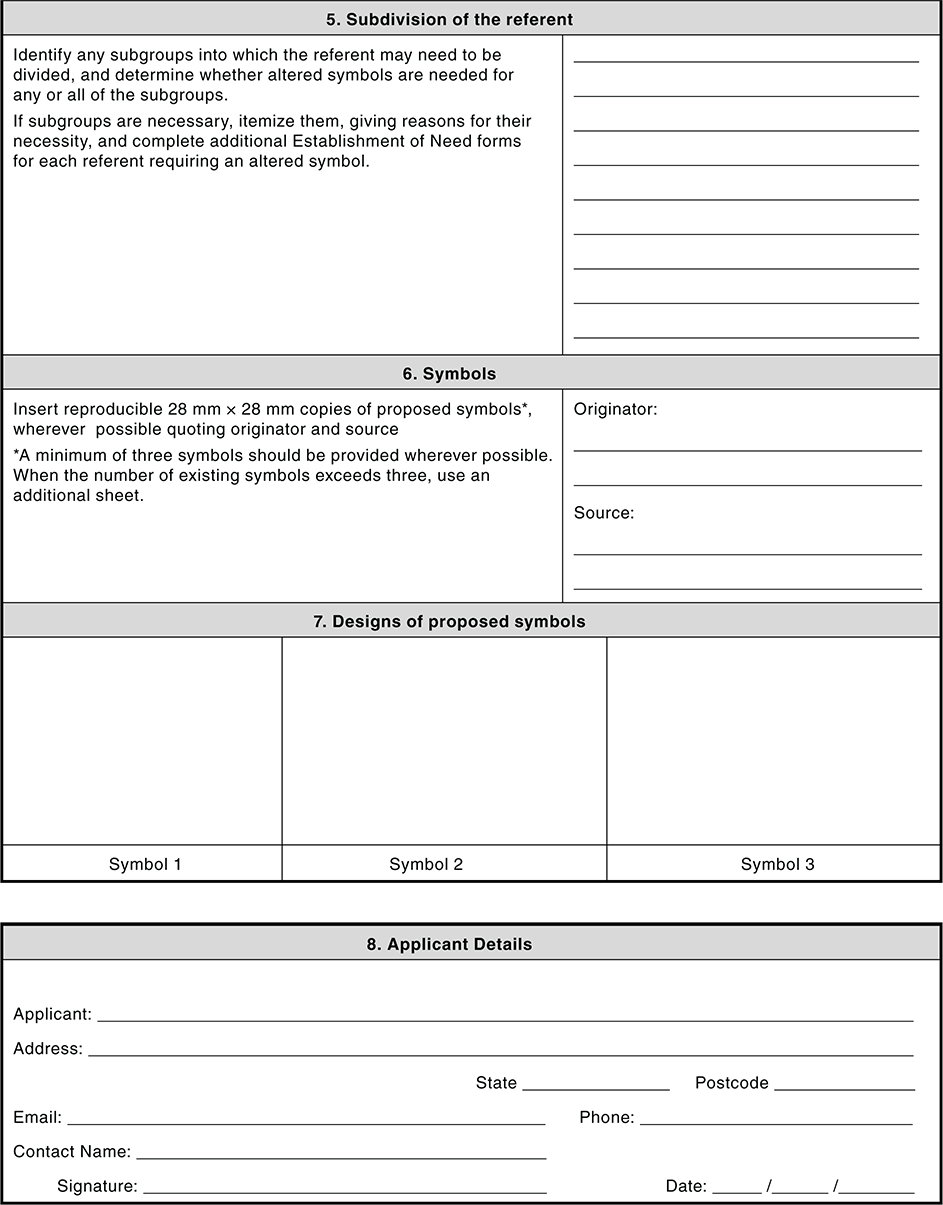 5. Subdivision of the referent
Identify any subgroups into which the referent may need to be
divided, and determine whether altered symbols are needed for
any or all of the subgroups.
If subgroups are necessary, itemize them, giving reasons for their
necessity, and complete additional Establishment of Need forms
for each referent requiring an altered symbol.
6. Symbols
Insert reproducible 28 mm × 28 mm copies of proposed symbols*,
wherever possible quoting originator and source
*A minimum of three symbols should be provided wherever possible.
When the number of existing symbols exceeds three, use an
additional sheet.
Originator:
Source:
7. Designs of proposed symbols
Symbol 1
Symbol 2
Symbol 3
8. Applicant Details
Applicant:
Address:
State
Postcode
Email:
Phone:
Contact Name:
Signature:
Date: / /